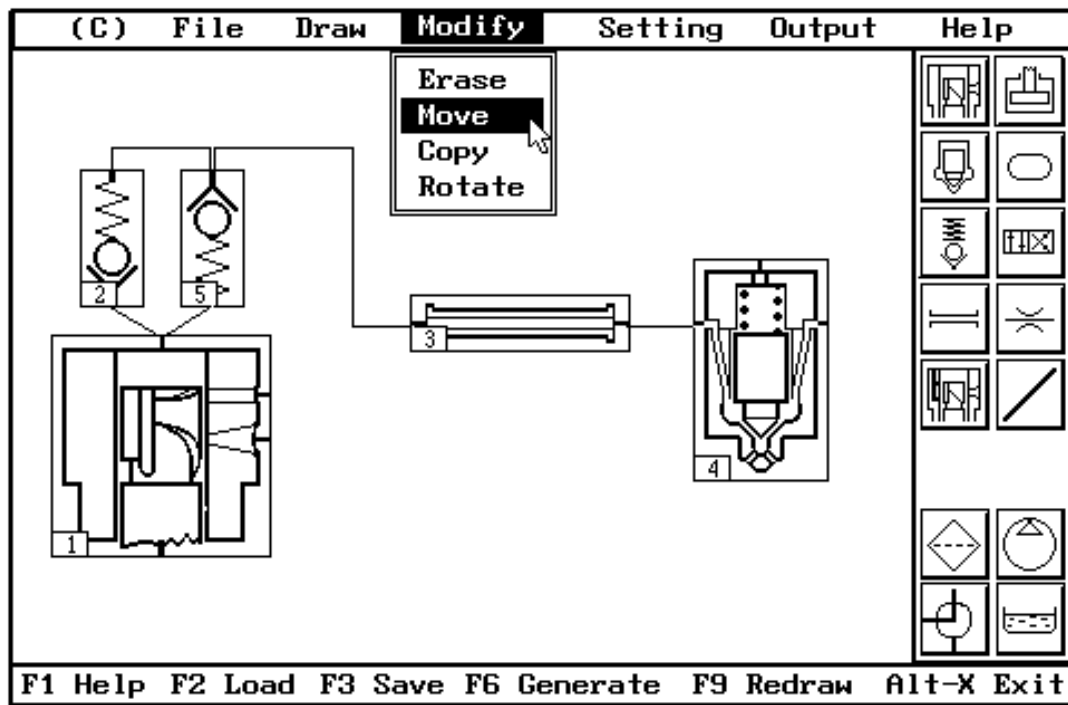 (C) File Draw Modify Setting Output Help
Erase
Move
Copy
Rotate
2
5
3
4
1
F1 Help F2 Load F3 Save F6 Generate F9 Redraw Alt-X Exit